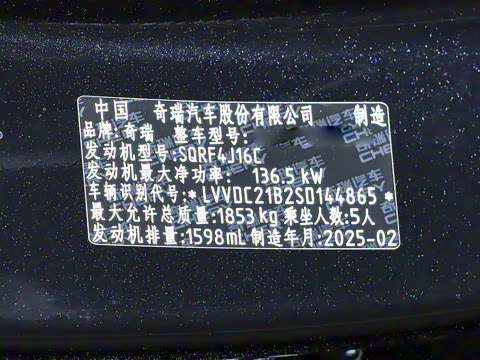 中国 奇瑞汽车股份有限公司 制造
品牌:奇瑞 整车型号:
发动机型号:SQRF4J16C
发动机最大净功率: 136.5 kW
车辆识别代号:*LVVDC21B2SD144865*
最大允许总质量:1853kg 乘坐人数:5人
发动机排量:1598mL 制造年月:2025-02